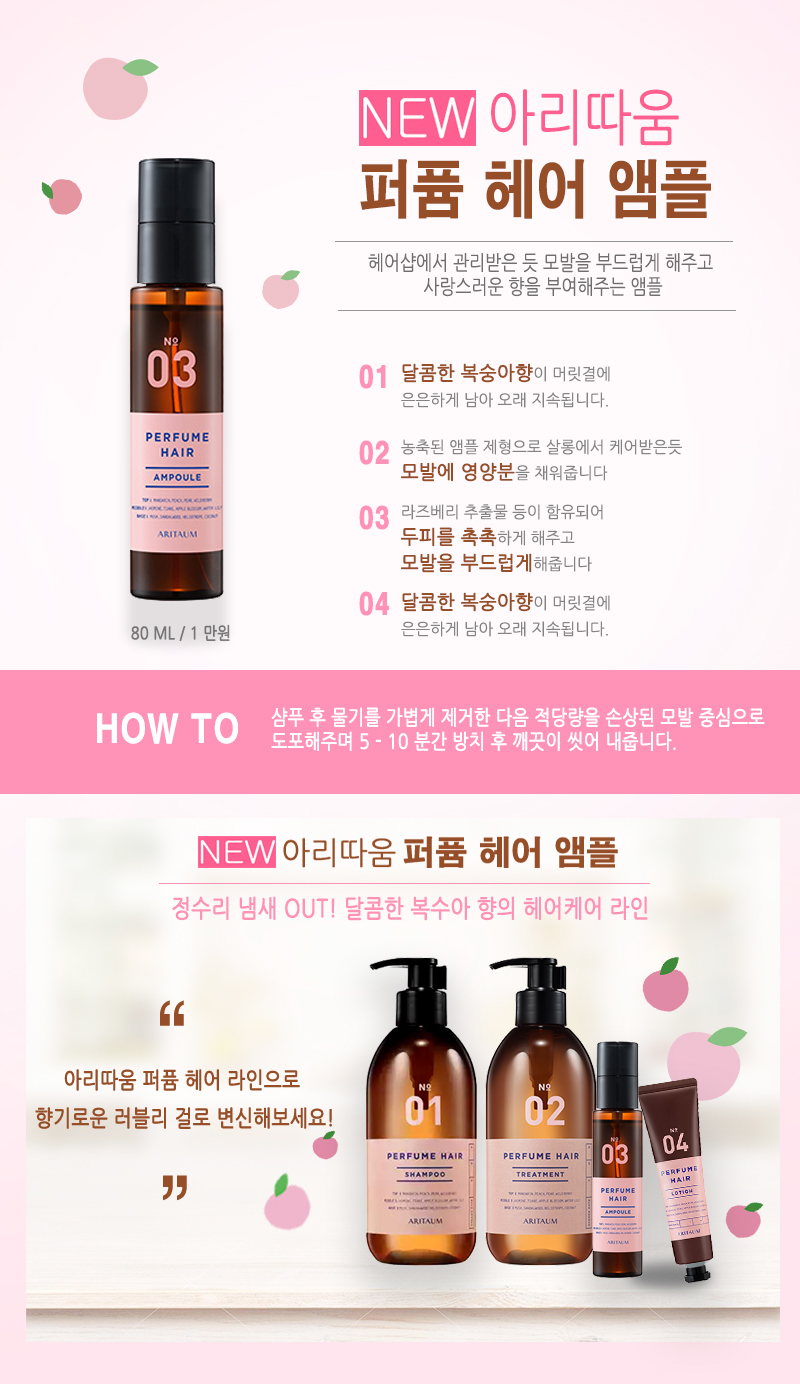 NEW 아리따움
퍼퓸 헤어 앰플
헤어샵에서 관리받은 듯 모발을 부드럽게 해주고
사랑스러운 향을 부여해주는 앰플
No
03
PERFUME
HAIR
AMPOULE
ARITAUM
80 ML / 1 만원
01 달콤한 복숭아향이 머릿결에
은은하게 남아 오래 지속됩니다.
02 농축된 앰플 제형으로 살롱에서 케어받은듯
모발에 영양분을 채워줍니다
03 라즈베리 추출물 등이 함유되어
두피를 촉촉하게 해주고
모발을 부드럽게해줍니다
04 달콤한 복숭아향이 머릿결에
은은하게 남아 오래 지속됩니다.
HOW TO
샴푸 후 물기를 가볍게 제거한 다음 적당량을 손상된 모발 중심으로
도포해주며 5 - 10 분간 방치 후 깨끗이 씻어 내줍니다.
NEW 아리따움 퍼퓸 헤어 앰플
정수리 냄새 OUT! 달콤한 복수아 향의 헤어케어 라인
“
아리따움 퍼퓸 헤어 라인으로
향기로운 러블리 걸로 변신해보세요!
”
No
01
PERFUME HAIR
SHAMPOO
ARITAUM
No
02
PERFUME HAIR
TREATMENT
ARITAUM
No
03
PERFUME
HAIR
AMPOULE
ARITAUM
No
04
PERFUME
HAIR
LOTION
ARITAUM